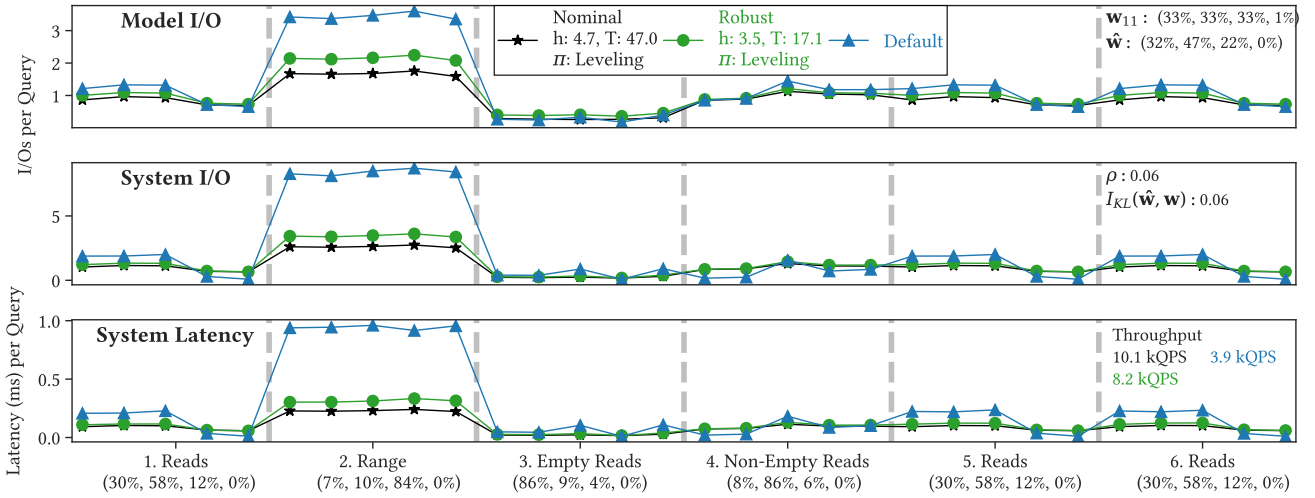 Model I/O
Nominal
h: 4.7, T: 47.0
π: Leveling
Robust
h: 3.5, T: 17.1
π: Leveling
Default
w11 : (33%, 33%, 33%, 1%)
ŵ : (32%, 47%, 22%, 0%)
3
2
1
I/Os per Query
System I/O
ρ : 0.06
IKL(ŵ, w) : 0.06
5
0
System Latency
Throughput
10.1 kQPS 3.9 kQPS
8.2 kQPS
1.0
0.5
0.0
Latency (ms) per Query
1. Reads
(30%, 58%, 12%, 0%)
2. Range
(7%, 10%, 84%, 0%)
3. Empty Reads
(86%, 9%, 4%, 0%)
4. Non-Empty Reads
(8%, 86%, 6%, 0%)
5. Reads
(30%, 58%, 12%, 0%)
6. Reads
(30%, 58%, 12%, 0%)